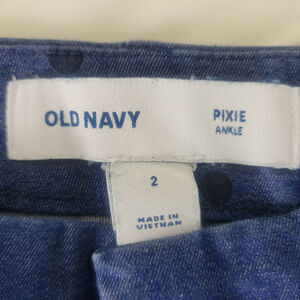 OLD NAVY
PIXIE
ANKLE
2
MADE IN
VIETNAM